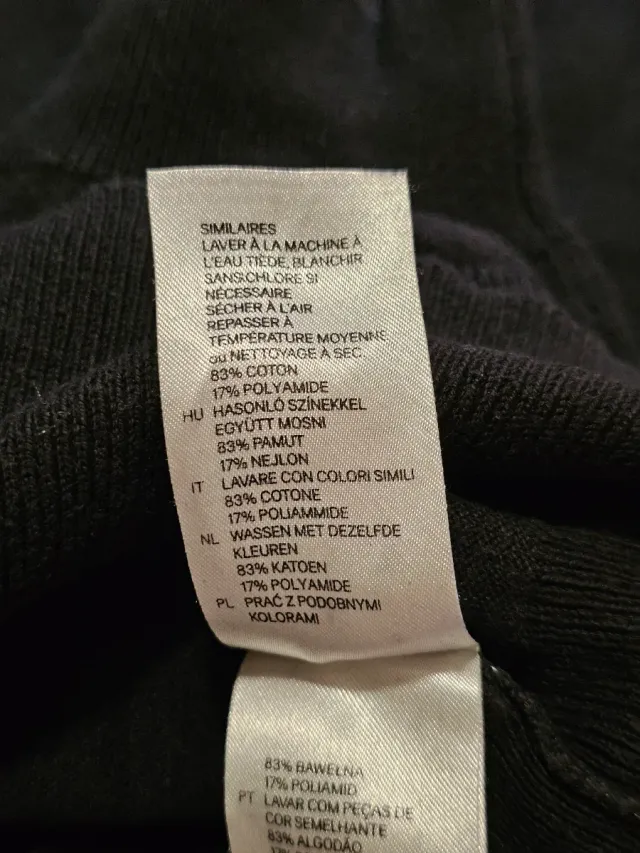 SIMILAIRES
LAVER À LA MACHINE À
L'EAU TIÈDE, BLANCHIR
SANS CHLORE SI
NÉCESSAIRE
SÉCHER À L'AIR
REPASSER À
TEMPÉRATURE MOYENNE
ou NETTOYAGE À SEC
83% COTON
17% POLYAMIDE
HU HASONLÓ SZÍNEKKEL
EGYÜTT MOSNI
83% PAMUT
17% NEJLON
IT LAVARE CON COLORI SIMILI
83% COTONE
17% POLIAMMIDE
NL WASSEN MET DEZELFDE
KLEUREN
83% KATOEN
17% POLYAMIDE
PL PRAĆ Z PODOBNYMI
KOLORAMI
83% BAWEŁNA
17% POLIAMID
PT LAVAR COM PEÇAS DE
COR SEMELHANTE
83% ALGODÃO